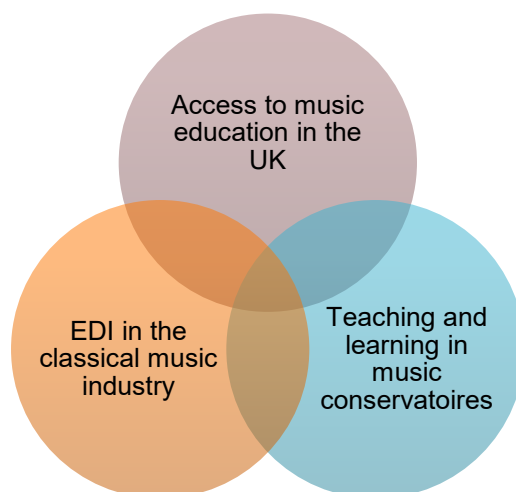 Access to music
education in the
UK
EDI in the
classical music
industry
Teaching and
learning in
music
conservatoires